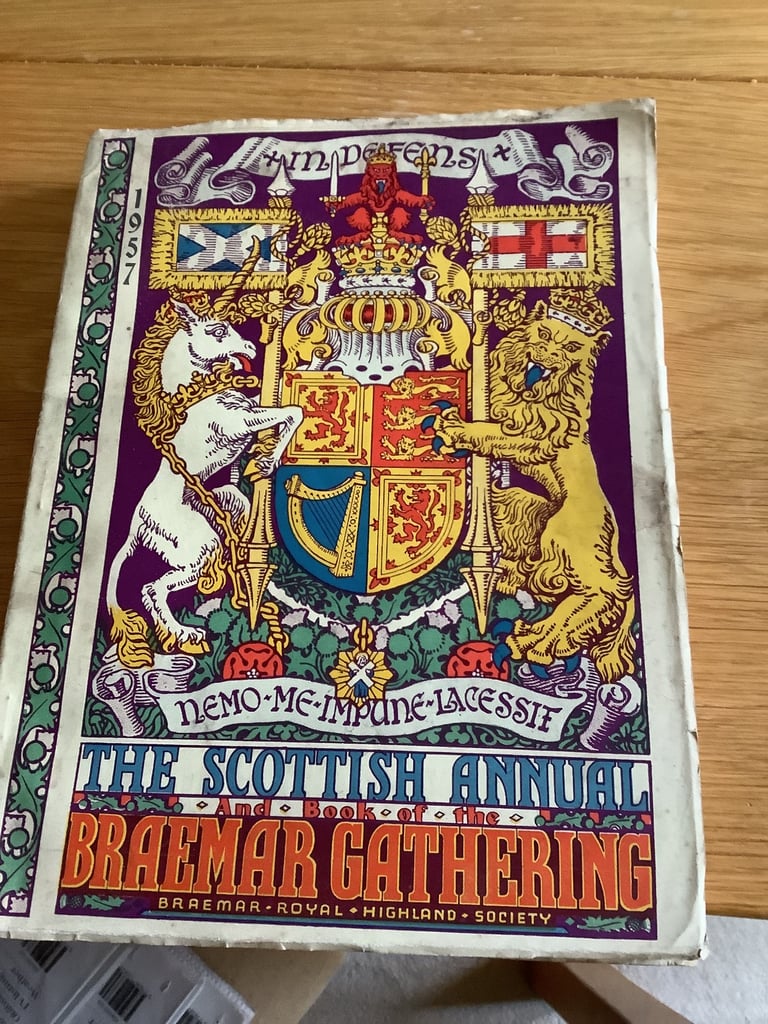 1957
IN DEFENS
NEMO·ME·IMPUNE·LACESSIT
THE SCOTTISH ANNUAL
And · Book · of · the
BRAEMAR GATHERING
BRAEMAR · ROYAL · HIGHLAND · SOCIETY